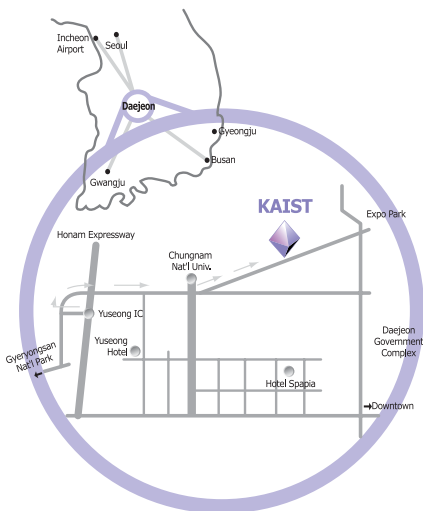 Incheon
Airport
Seoul
Daejeon
Gyeongju
Busan
Gwangju
KAIST
Expo Park
Honam Expressway
Chungnam
Nat'l Univ.
Yuseong IC
Daejeon
Government
Complex
Yuseong
Hotel
Gyeryongsan
Nat'l Park
Hotel Spapia
Downtown